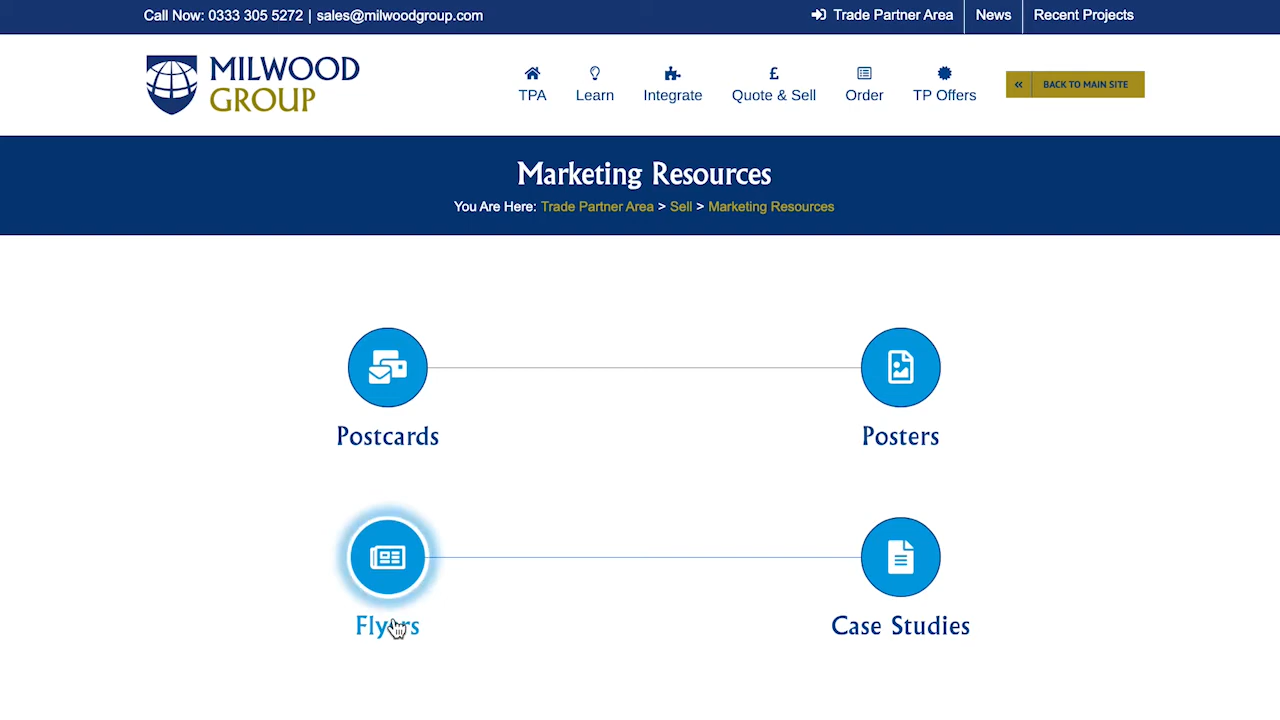 Call Now: 0333 305 5272 | sales@milwoodgroup.com
Trade Partner Area
News
Recent Projects
MILWOOD
GROUP
TPA
Learn
Integrate
Quote & Sell
Order
TP Offers
BACK TO MAIN SITE
Marketing Resources
You Are Here: Trade Partner Area > Sell > Marketing Resources
Postcards
Posters
Flyers
Case Studies